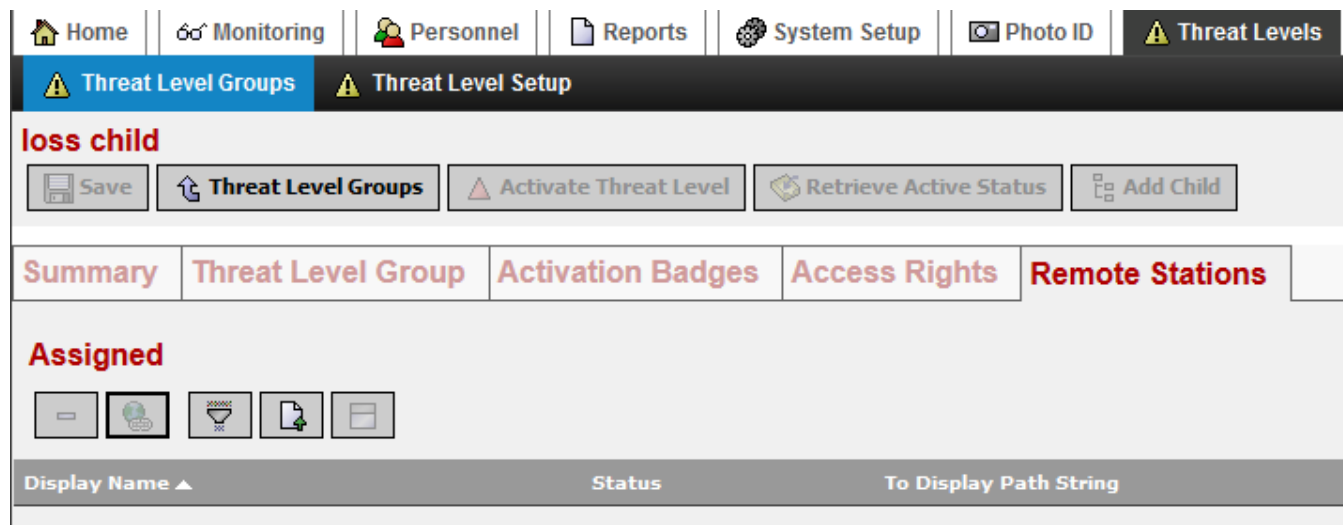 Home Monitoring Personnel Reports System Setup Photo ID Threat Levels
Threat Level Groups Threat Level Setup
loss child
Save Threat Level Groups Activate Threat Level Retrieve Active Status Add Child
Summary Threat Level Group Activation Badges Access Rights Remote Stations
Assigned
Display Name Status To Display Path String